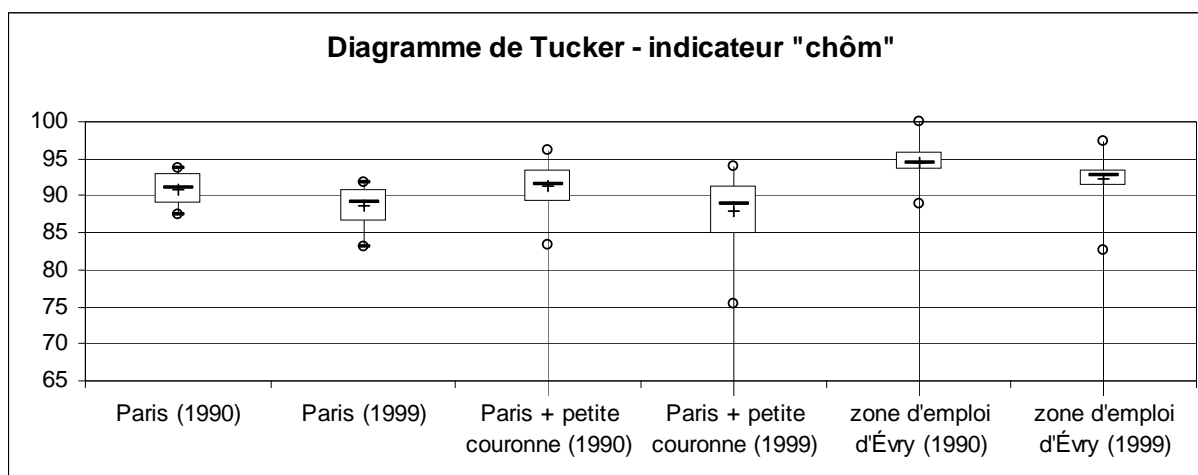 Diagramme de Tucker - indicateur "chôm"
100
95
90
85
80
75
70
65
Paris (1990)
Paris (1999)
Paris + petite
couronne (1990)
Paris + petite
couronne (1999)
zone d'emploi
d'Évry (1990)
zone d'emploi
d'Évry (1999)